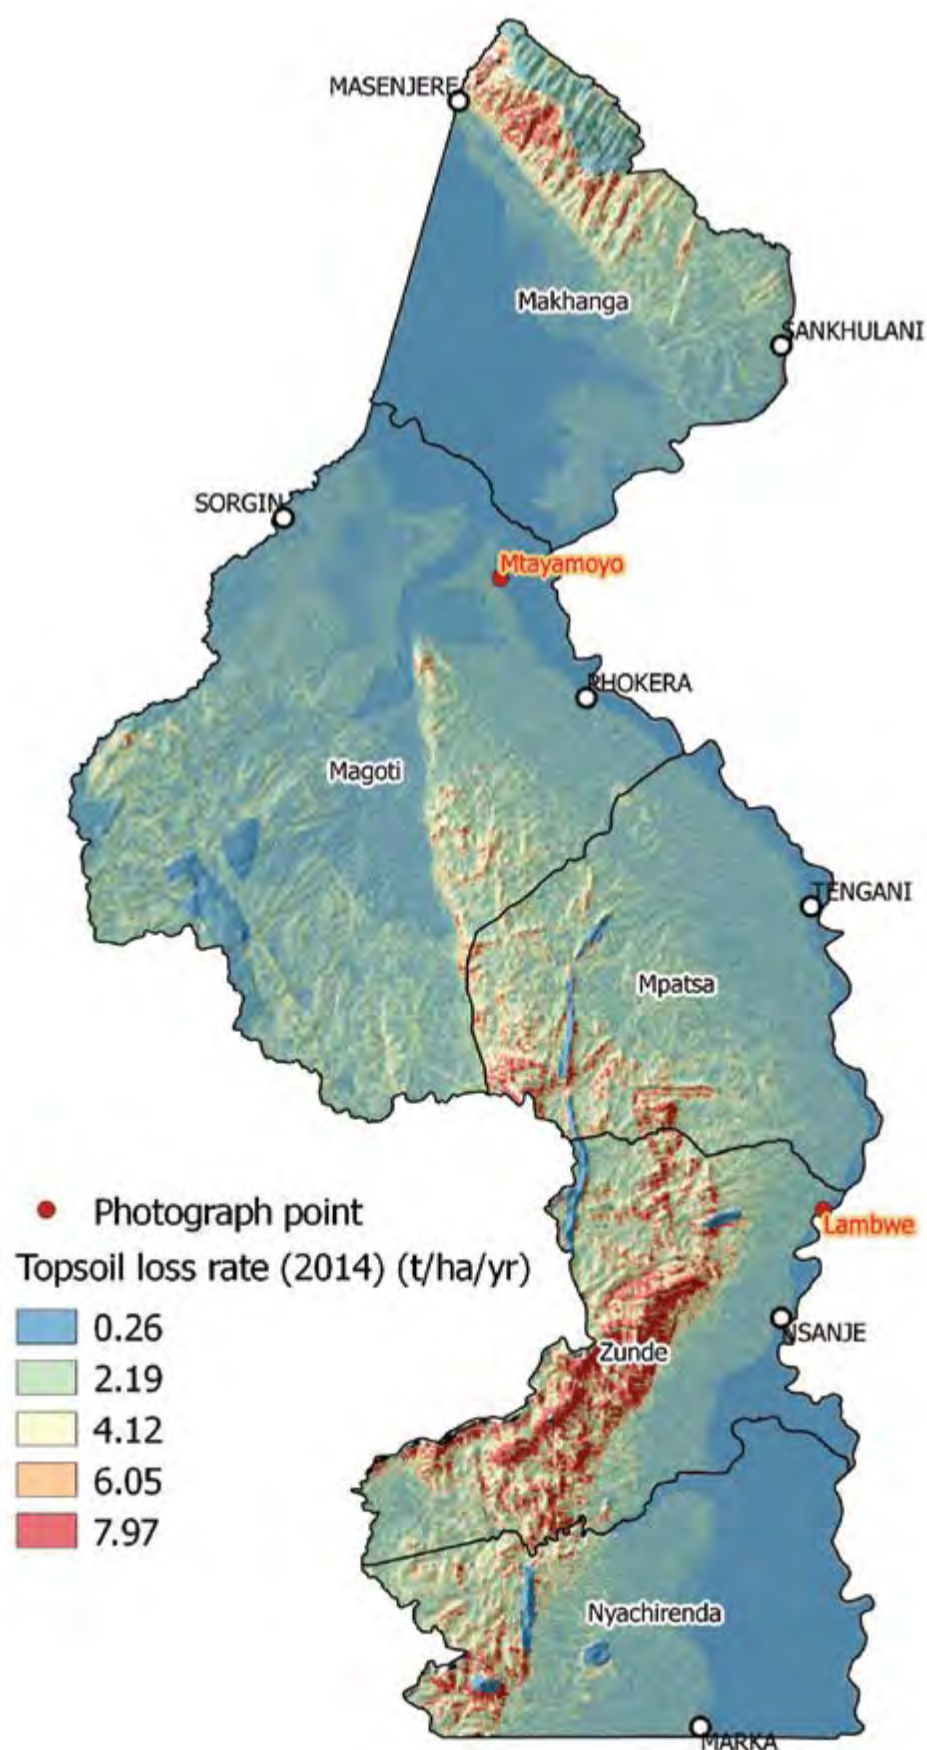 MASENJERE
Makhanga
SANKHULANI
SORGIN
Mtayamoyo
PHOKERA
Magoti
TENGANI
Mpatsa
Photograph point
Lambwe
Topsoil loss rate (2014) (t/ha/yr)
0.26
NSANJE
Zunde
2.19
4.12
6.05
7.97
Nyachirenda
MARKA